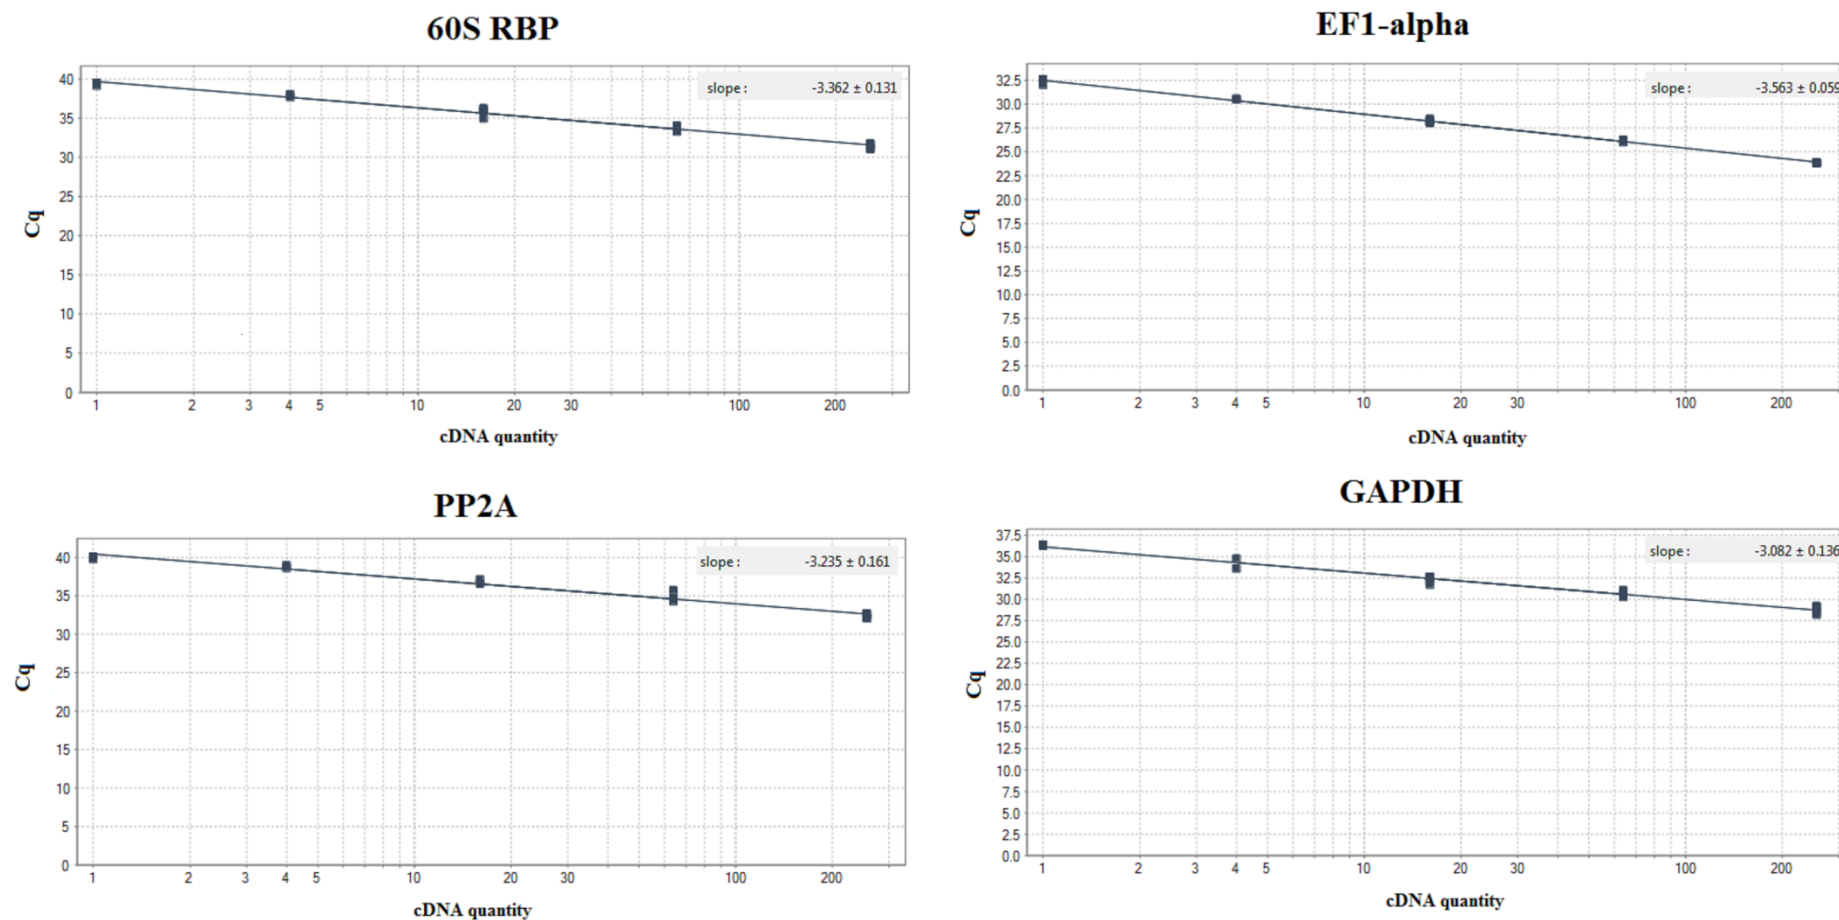 60S RBP
slope : -3.362 ± 0.131
40
35
30
25
20
15
10
5
0
Cq
1 2 3 4 5 10 20 30 100 200
cDNA quantity
EF1-alpha
slope : -3.563 ± 0.059
32.5
30.0
27.5
25.0
22.5
20.0
17.5
15.0
12.5
10.0
7.5
5.0
2.5
0.0
Cq
1 2 3 4 5 10 20 30 100 200
cDNA quantity
PP2A
slope : -3.235 ± 0.161
40
35
30
25
20
15
10
5
0
Cq
1 2 3 4 5 10 20 30 100 200
cDNA quantity
GAPDH
slope : -3.082 ± 0.136
37.5
35.0
32.5
30.0
27.5
25.0
22.5
20.0
17.5
15.0
12.5
10.0
7.5
5.0
2.5
0.0
Cq
1 2 3 4 5 10 20 30 100 200
cDNA quantity